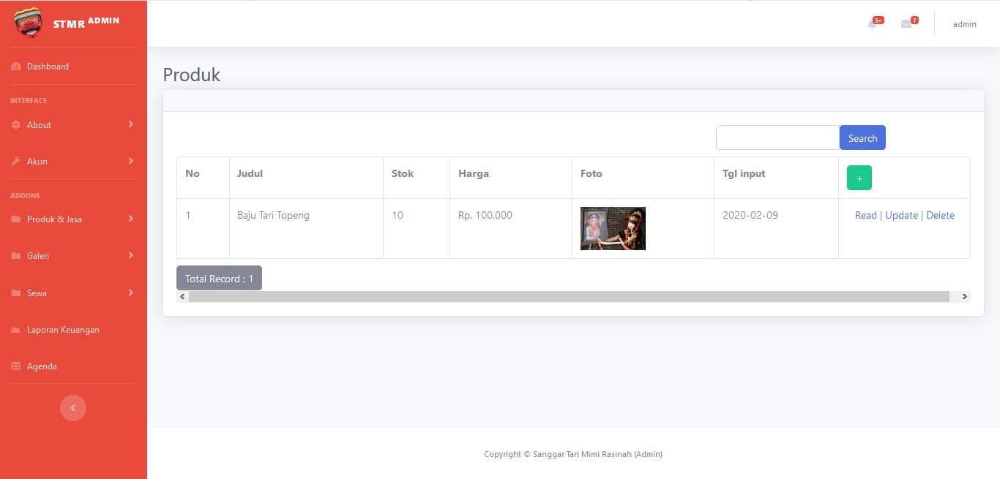 STMR ADMIN
3+
7
admin
Dashboard
INTERFACE
About
Akun
ADDONS
Produk & Jasa
Galeri
Sewa
Laporan Keuangan
Agenda
Produk
Search
No Judul Stok Harga Foto Tgl input +
1 Baju Tari Topeng 10 Rp. 100,000 2020-02-09 Read | Update | Delete
Total Record : 1
Copyright © Sanggar Tari Mimi Rasinah (Admin)